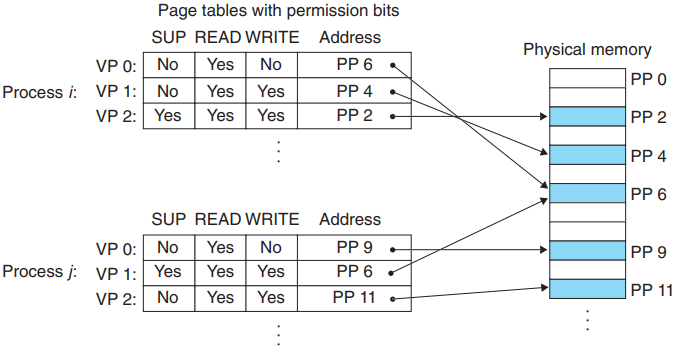 Page tables with permission bits
SUP READ WRITE Address
Physical memory
Process i:
VP 0: No Yes No PP 6
VP 1: No Yes Yes PP 4
VP 2: Yes Yes Yes PP 2
PP 0
PP 2
PP 4
PP 6
PP 9
PP 11
SUP READ WRITE Address
Process j:
VP 0: No Yes No PP 9
VP 1: Yes Yes Yes PP 6
VP 2: No Yes Yes PP 11